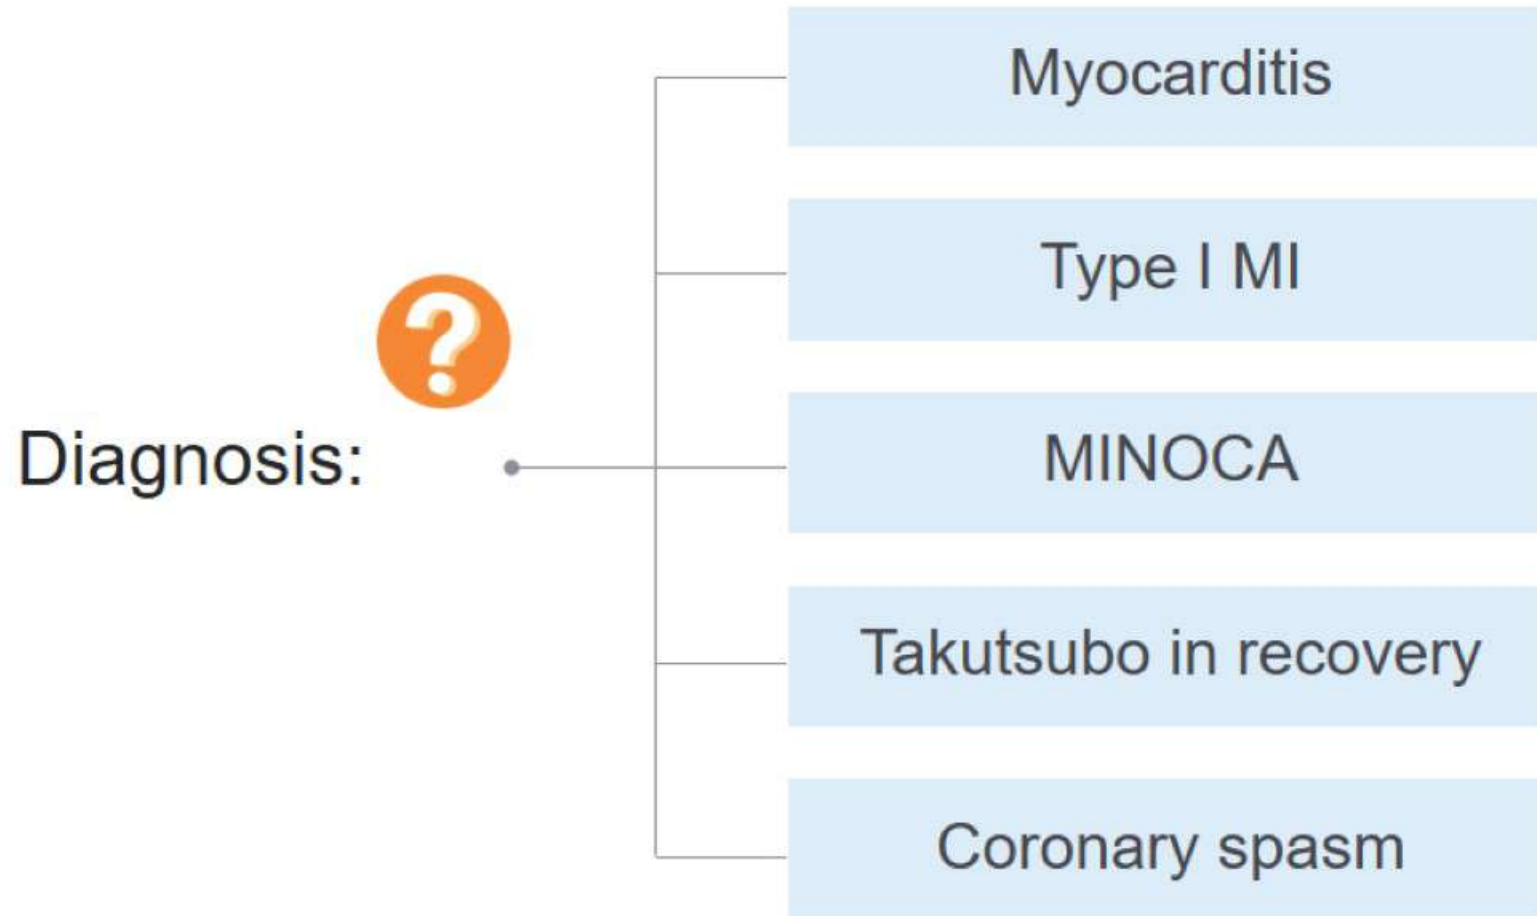 Myocarditis
Type I MI
?
Diagnosis:
MINOCA
Takutsubo in recovery
Coronary spasm